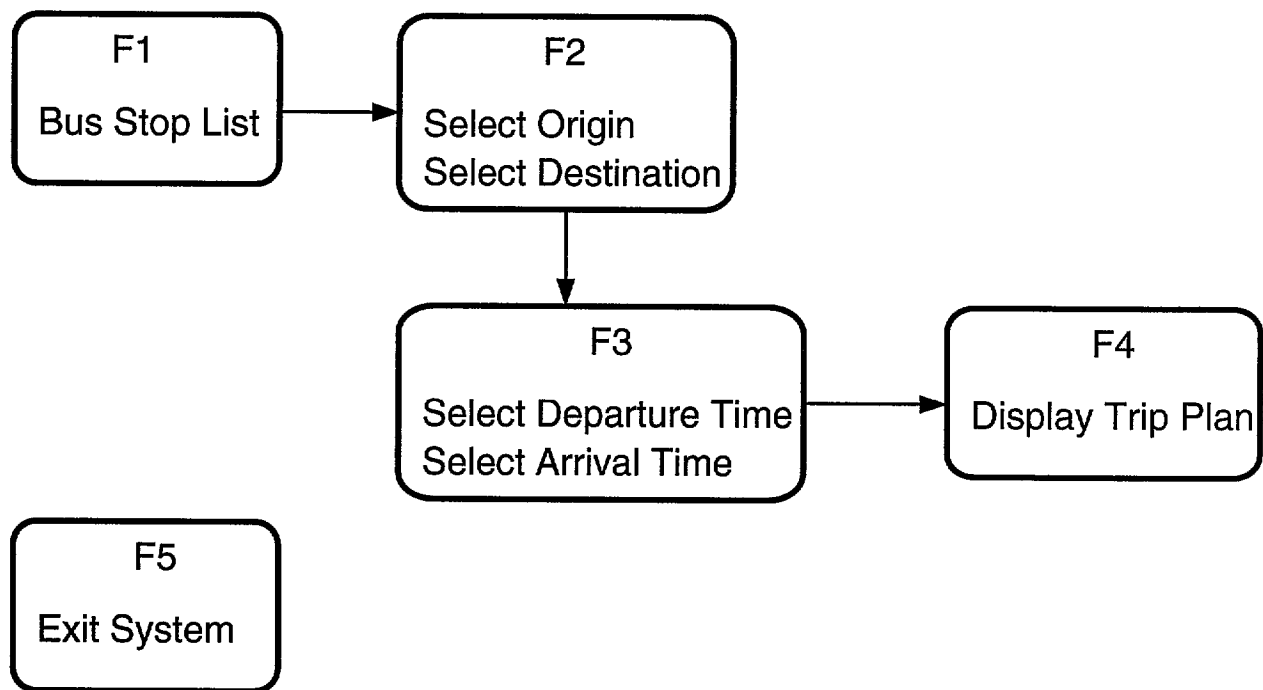 F1
Bus Stop List
F2
Select Origin
Select Destination
F3
Select Departure Time
Select Arrival Time
F4
Display Trip Plan
F5
Exit System